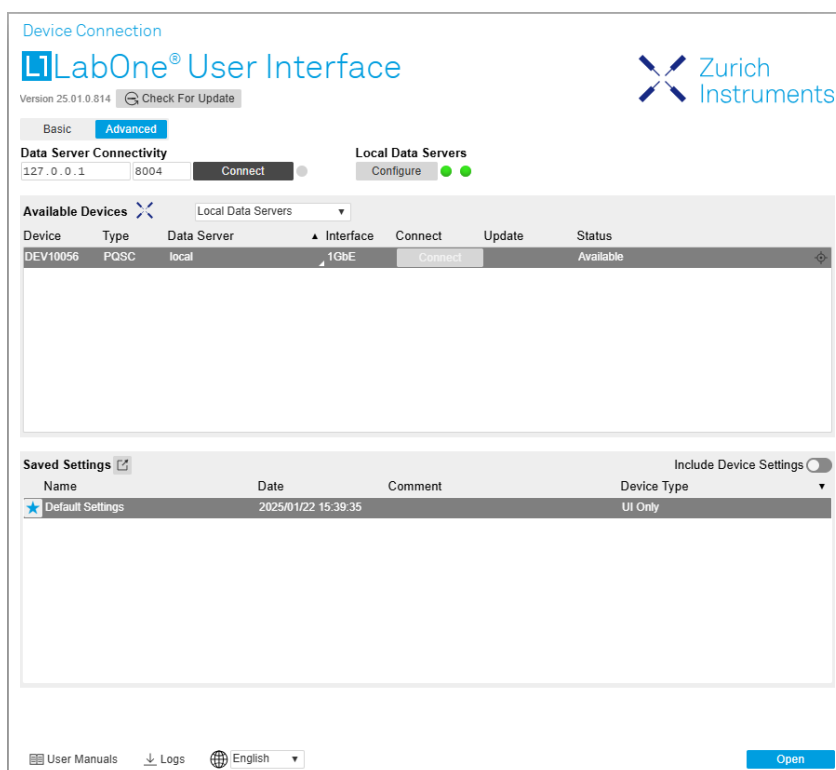 Device Connection
L1 LabOne® User Interface
Zurich
Instruments
Version 25.01.0.814 Check For Update
Basic Advanced
Data Server Connectivity Local Data Servers
127.0.0.1 8004 Connect Configure
Available Devices Local Data Servers ▼
Device Type Data Server ▲ Interface Connect Update Status
DEV10056 PQSC local 1GbE Connect Available
Saved Settings Include Device Settings
Name Date Comment Device Type ▼
Default Settings 2025/01/22 15:39:35 UI Only
User Manuals Logs English ▼ Open